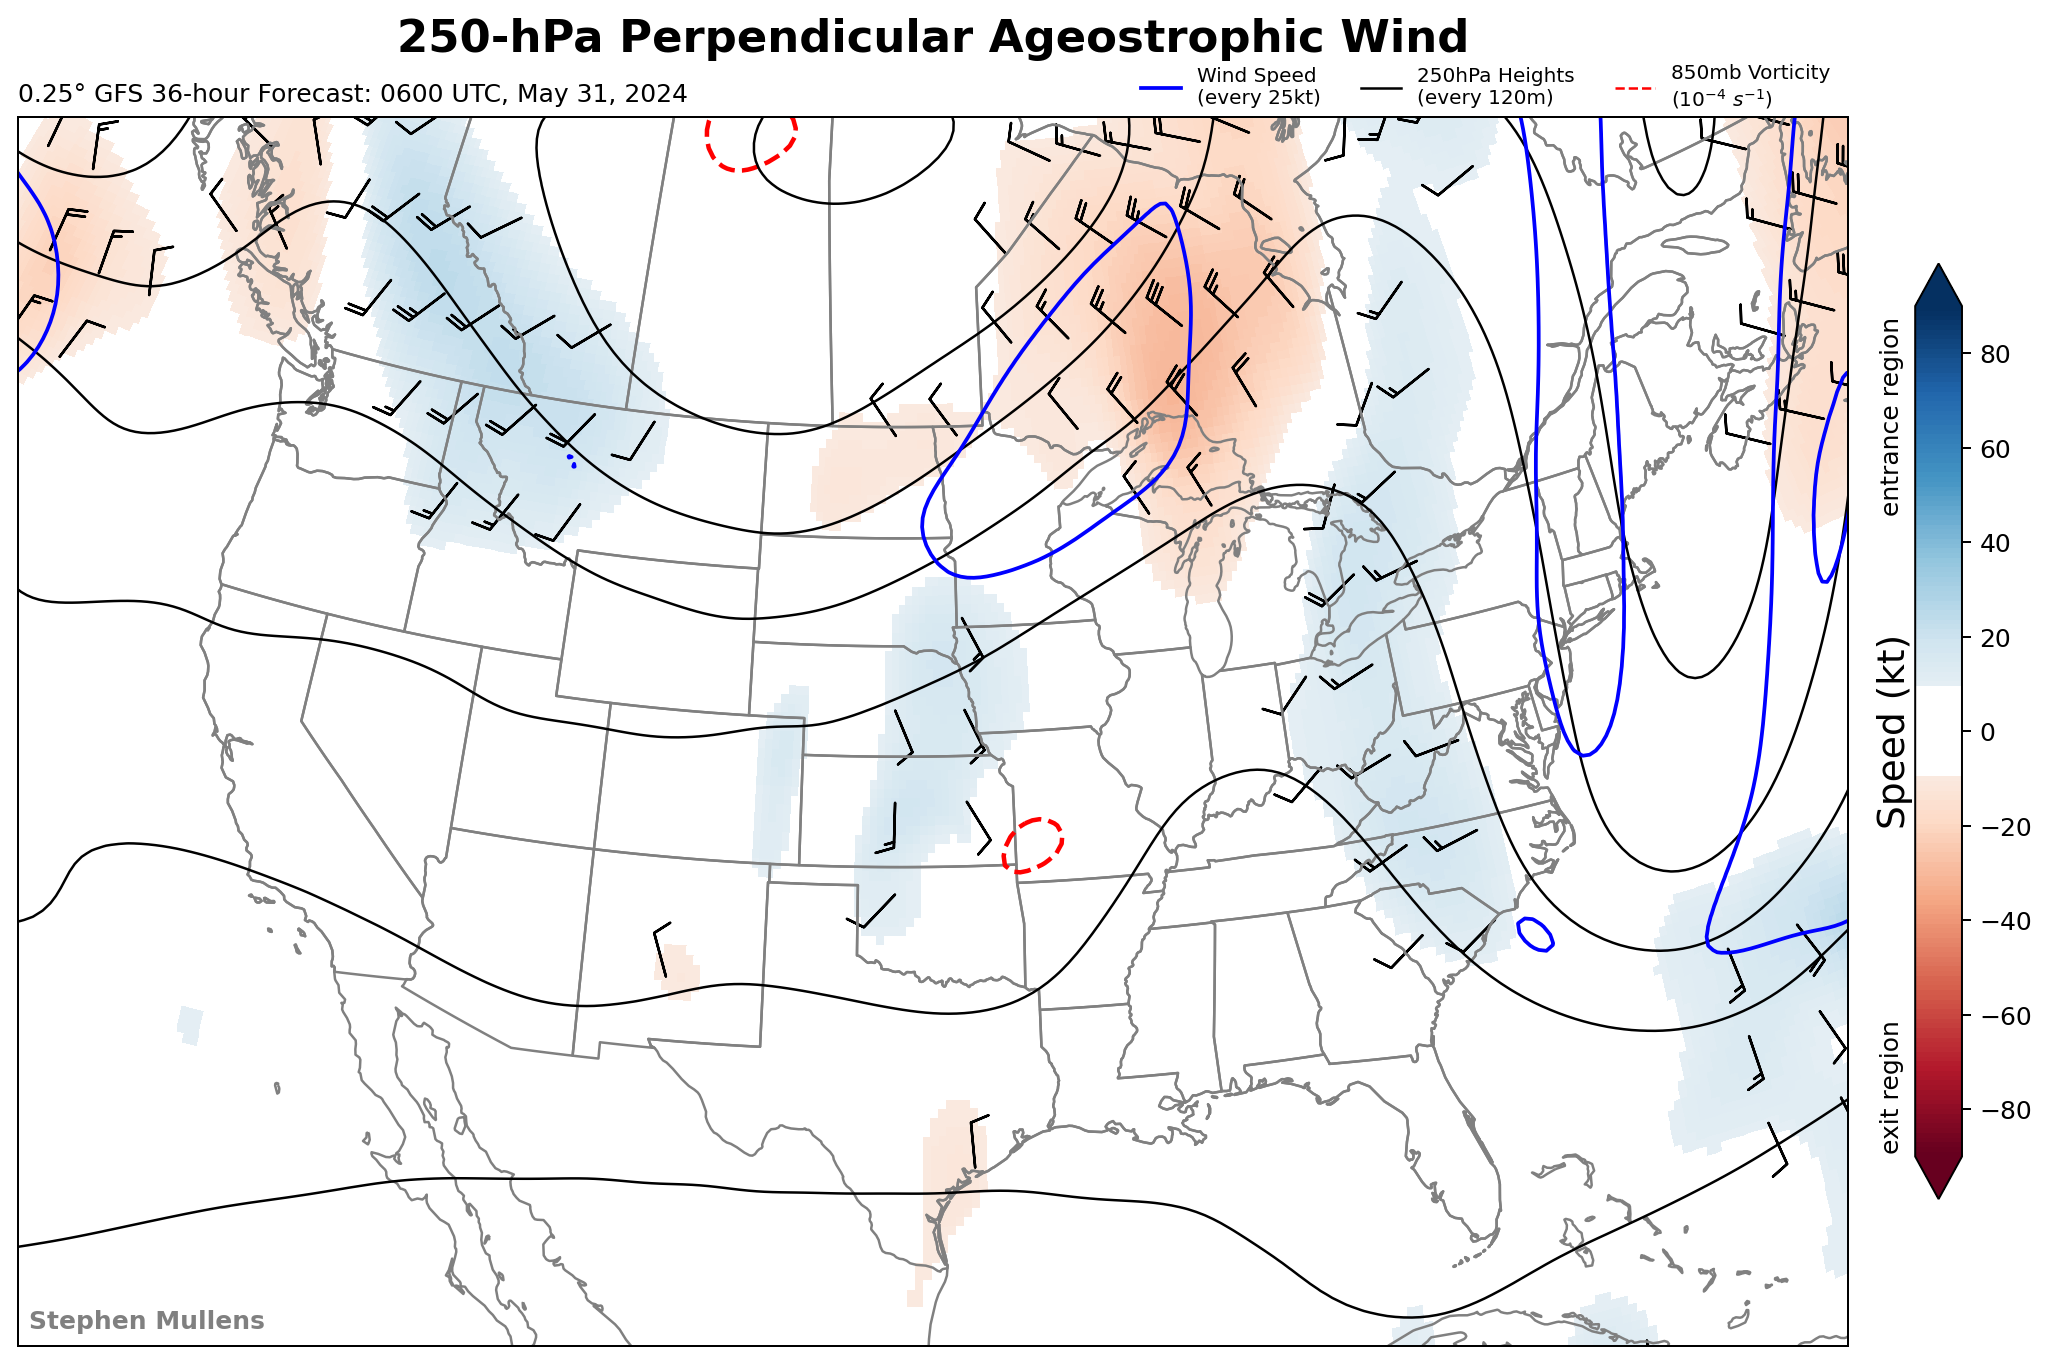 250-hPa Perpendicular Ageostrophic Wind
0.25° GFS 36-hour Forecast: 0600 UTC, May 31, 2024
Wind Speed
(every 25kt)
250hPa Heights
(every 120m)
850mb Vorticity
(10⁻⁴ s⁻¹)
entrance region
Speed (kt)
exit region
80
60
40
20
0
−20
−40
−60
−80
Stephen Mullens